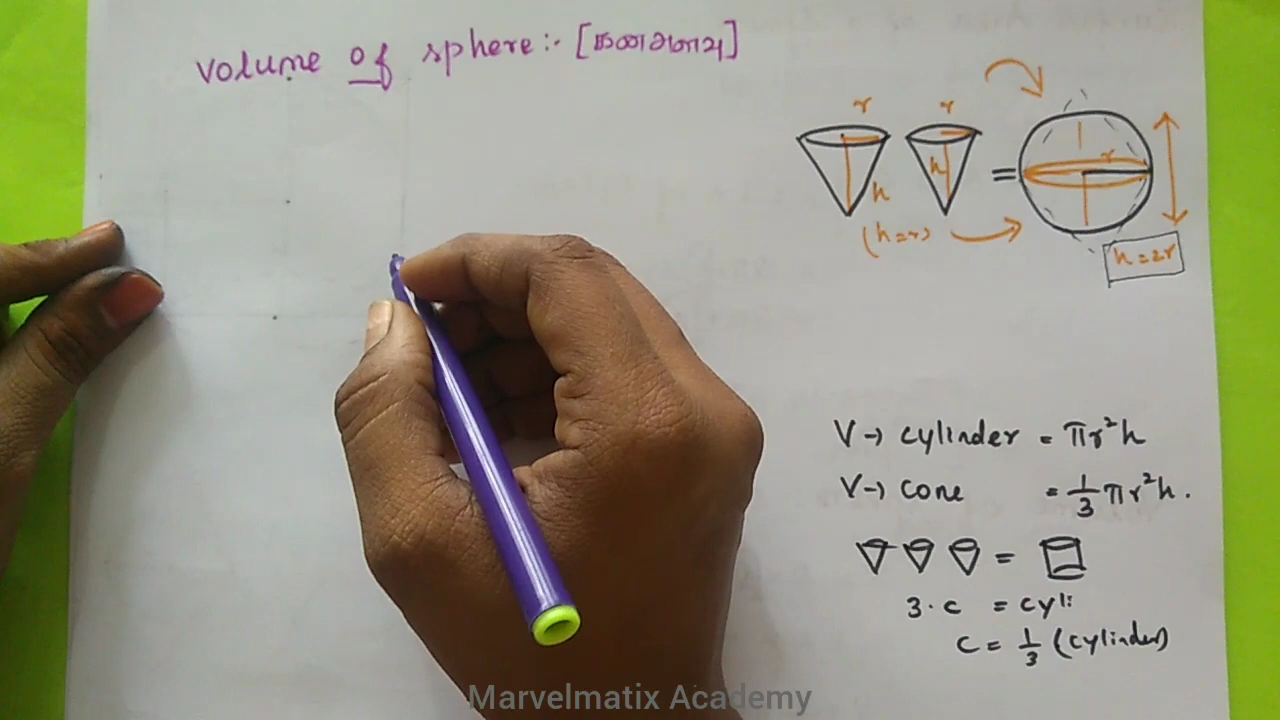 Volume of sphere:- [கனஅளவு]
r r
r
h h
(h=r)
h=2r
V→ cylinder = πr²h
V→ cone = 1/3 πr²h.
=
3·c = cyl:
c = 1/3 (cylinder)
Marvelmatix Academy